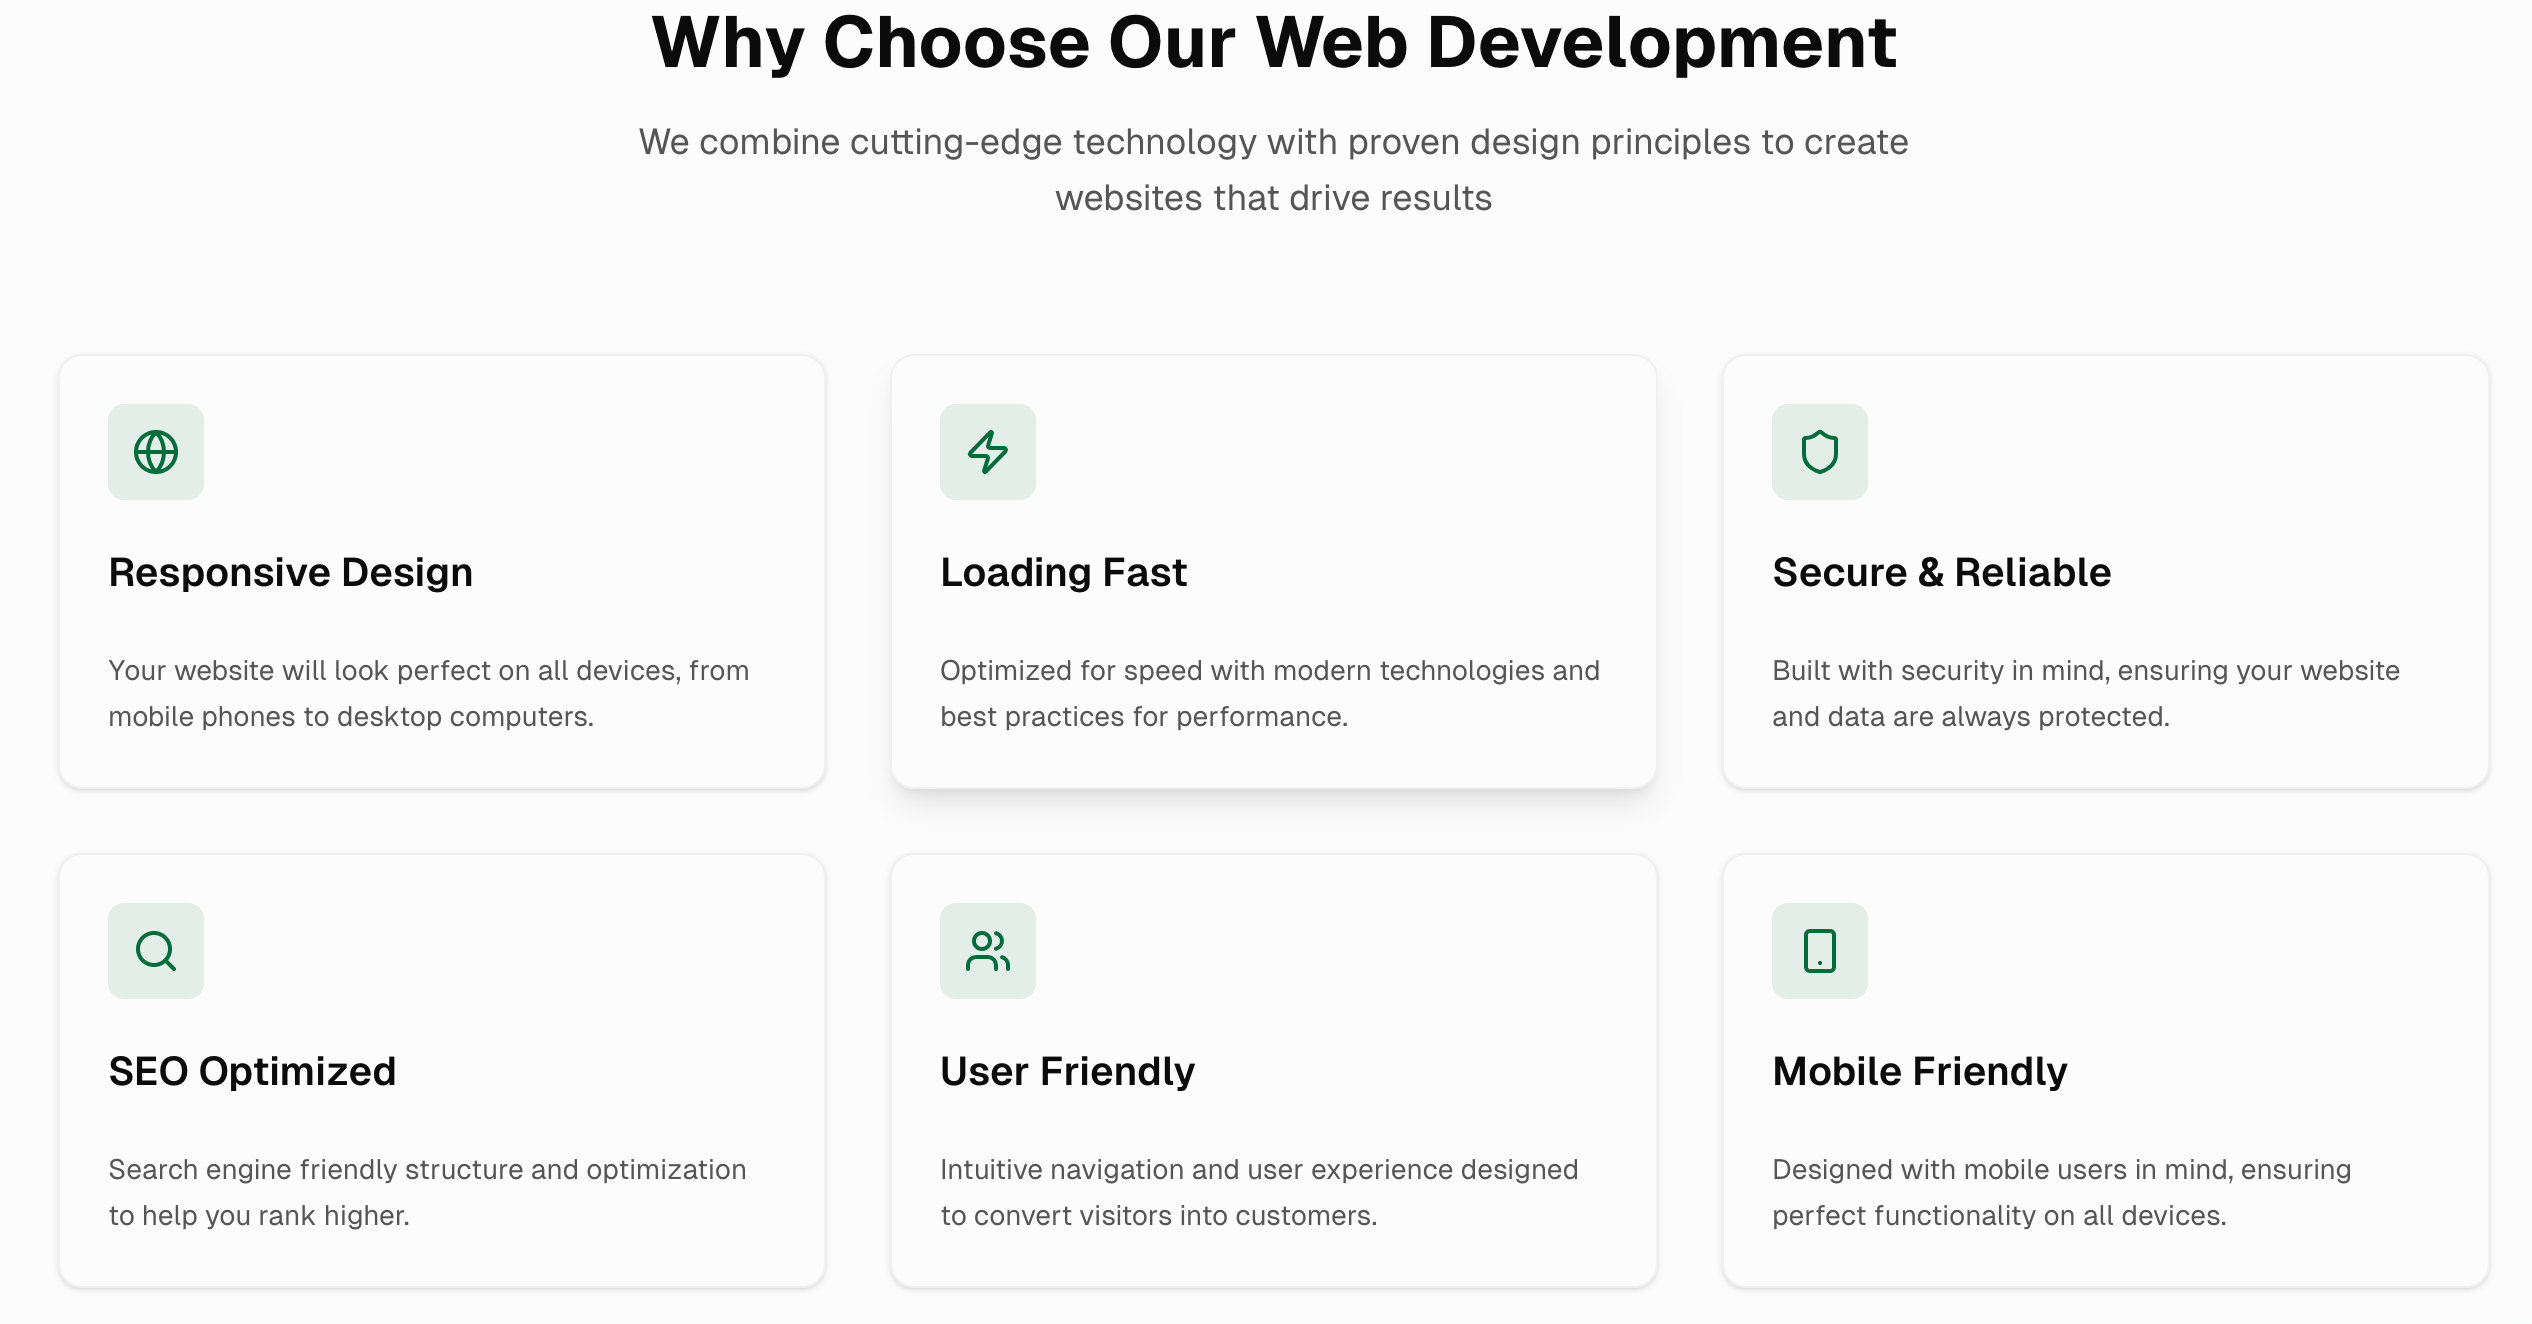 Why Choose Our Web Development
We combine cutting-edge technology with proven design principles to create
websites that drive results
Responsive Design
Your website will look perfect on all devices, from
mobile phones to desktop computers.
Loading Fast
Optimized for speed with modern technologies and
best practices for performance.
Secure & Reliable
Built with security in mind, ensuring your website
and data are always protected.
SEO Optimized
Search engine friendly structure and optimization
to help you rank higher.
User Friendly
Intuitive navigation and user experience designed
to convert visitors into customers.
Mobile Friendly
Designed with mobile users in mind, ensuring
perfect functionality on all devices.